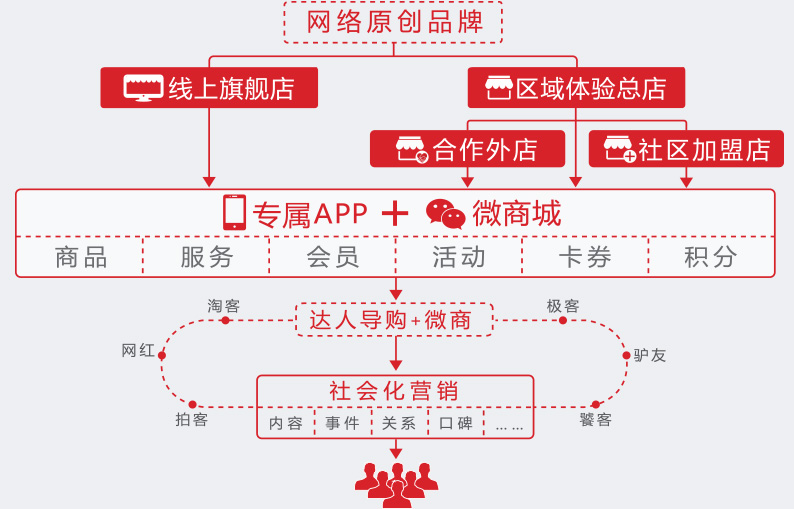 网络原创品牌
线上旗舰店
区域体验总店
合作外店
社区加盟店
专属APP + 微商城
商品 服务 会员 活动 卡券 积分
淘客
极客
达人导购+微商
网红
驴友
社会化营销
拍客
饕客
内容 事件 关系 口碑 ... ...